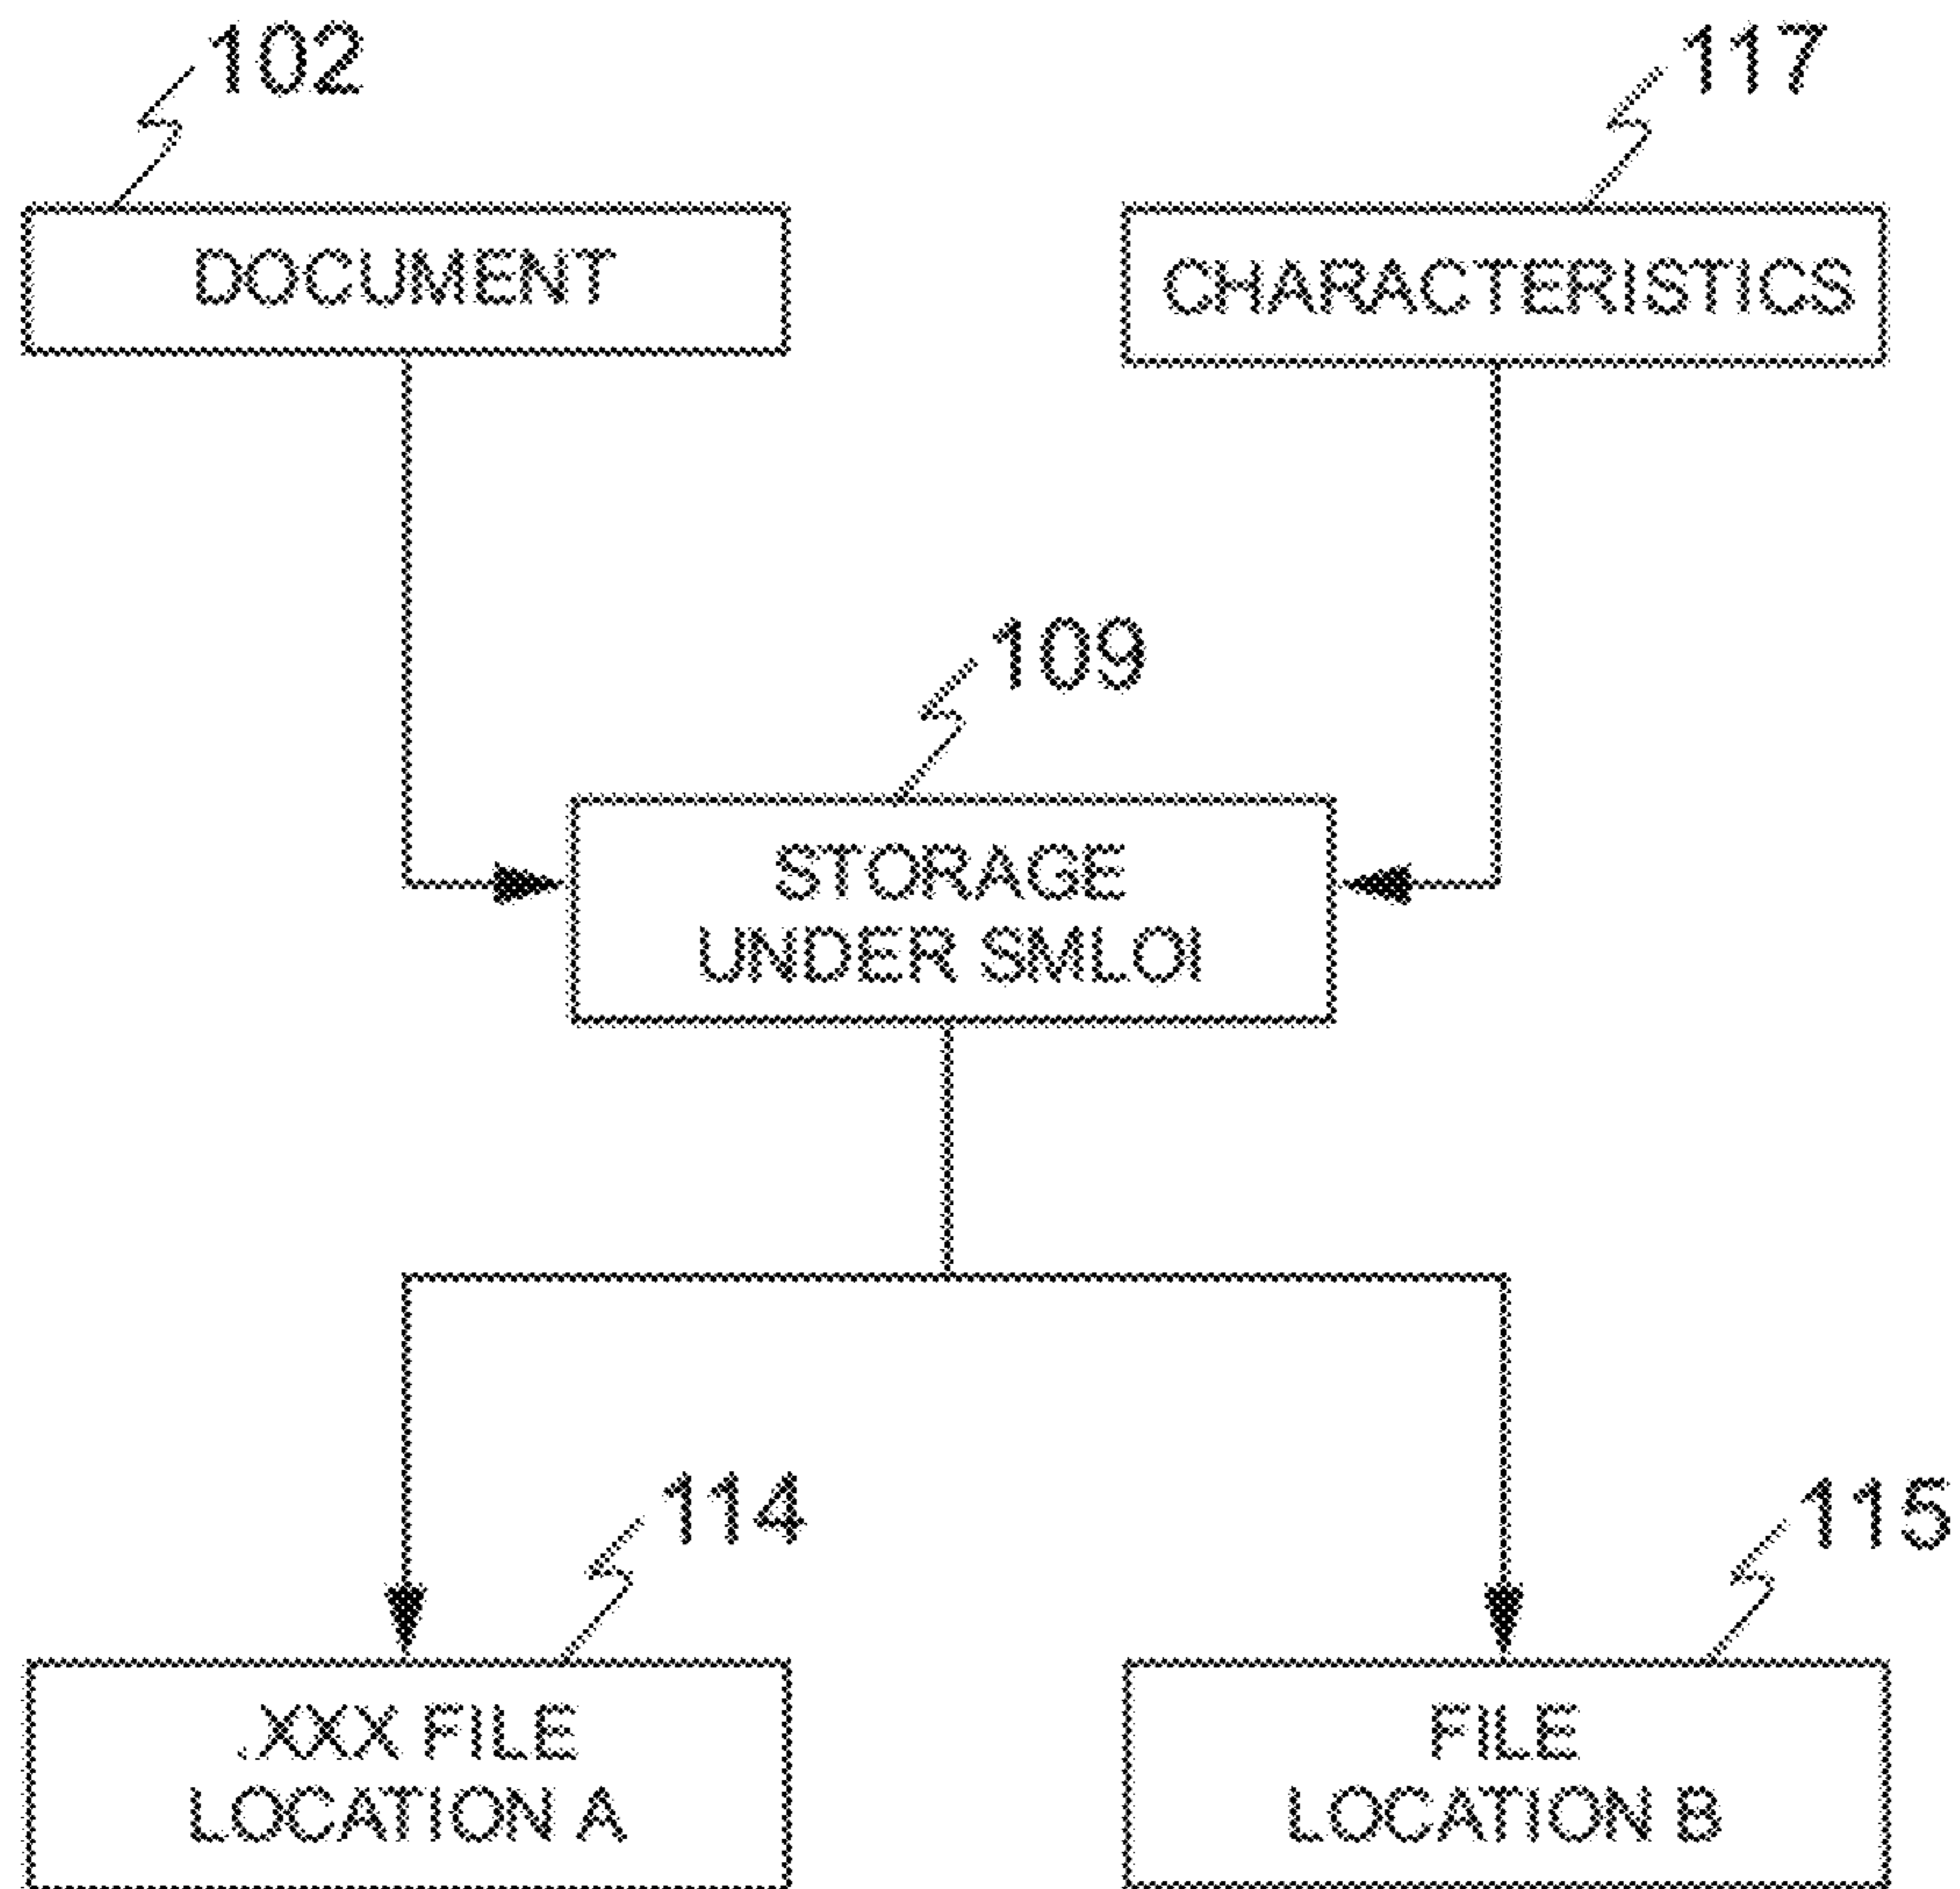 102
117
DOCUMENT
CHARACTERISTICS
109
STORAGE
UNDER SMLOI
114
115
.XXX FILE
LOCATION A
FILE
LOCATION B